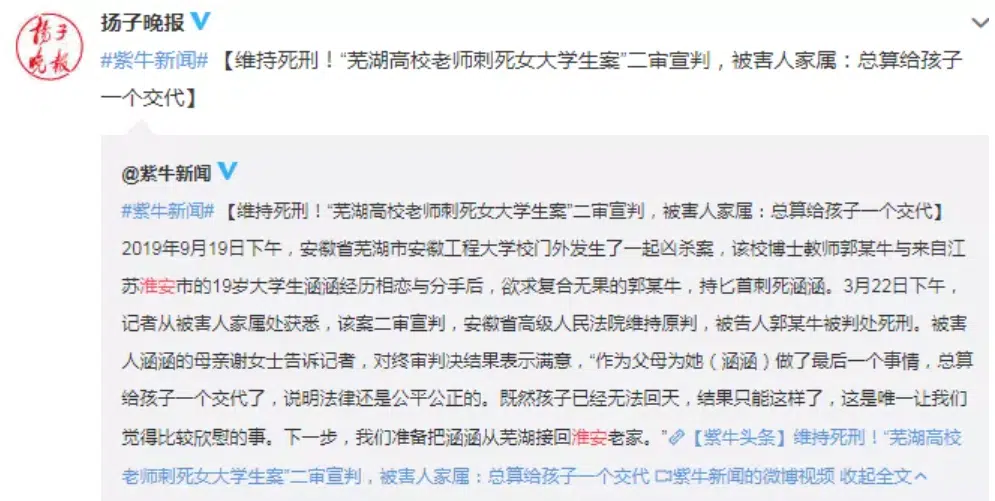 扬子晚报
扬子晚报
#紫牛新闻# 【维持死刑！“芜湖高校老师刺死女大学生案”二审宣判，被害人家属：总算给孩子
一个交代】
@紫牛新闻
#紫牛新闻# 【维持死刑！“芜湖高校老师刺死女大学生案”二审宣判，被害人家属：总算给孩子一个交代】
2019年9月19日下午，安徽省芜湖市安徽工程大学校门外发生了一起凶杀案，该校博士教师郭某牛与来自江
苏淮安市的19岁大学生涵涵经历相恋与分手后，欲求复合无果的郭某牛，持匕首刺死涵涵。3月22日下午，
记者从被害人家属处获悉，该案二审宣判，安徽省高级人民法院维持原判，被告人郭某牛被判处死刑。被害
人涵涵的母亲谢女士告诉记者，对终审判决结果表示满意，“作为父母为她（涵涵）做了最后一个事情，总算
给孩子一个交代了，说明法律还是公平公正的。既然孩子已经无法回天，结果只能这样了，这是唯一让我们
觉得比较欣慰的事。下一步，我们准备把涵涵从芜湖接回淮安老家。”【紫牛头条】维持死刑！“芜湖高校
老师刺死女大学生案”二审宣判，被害人家属：总算给孩子一个交代 紫牛新闻的微博视频 收起全文